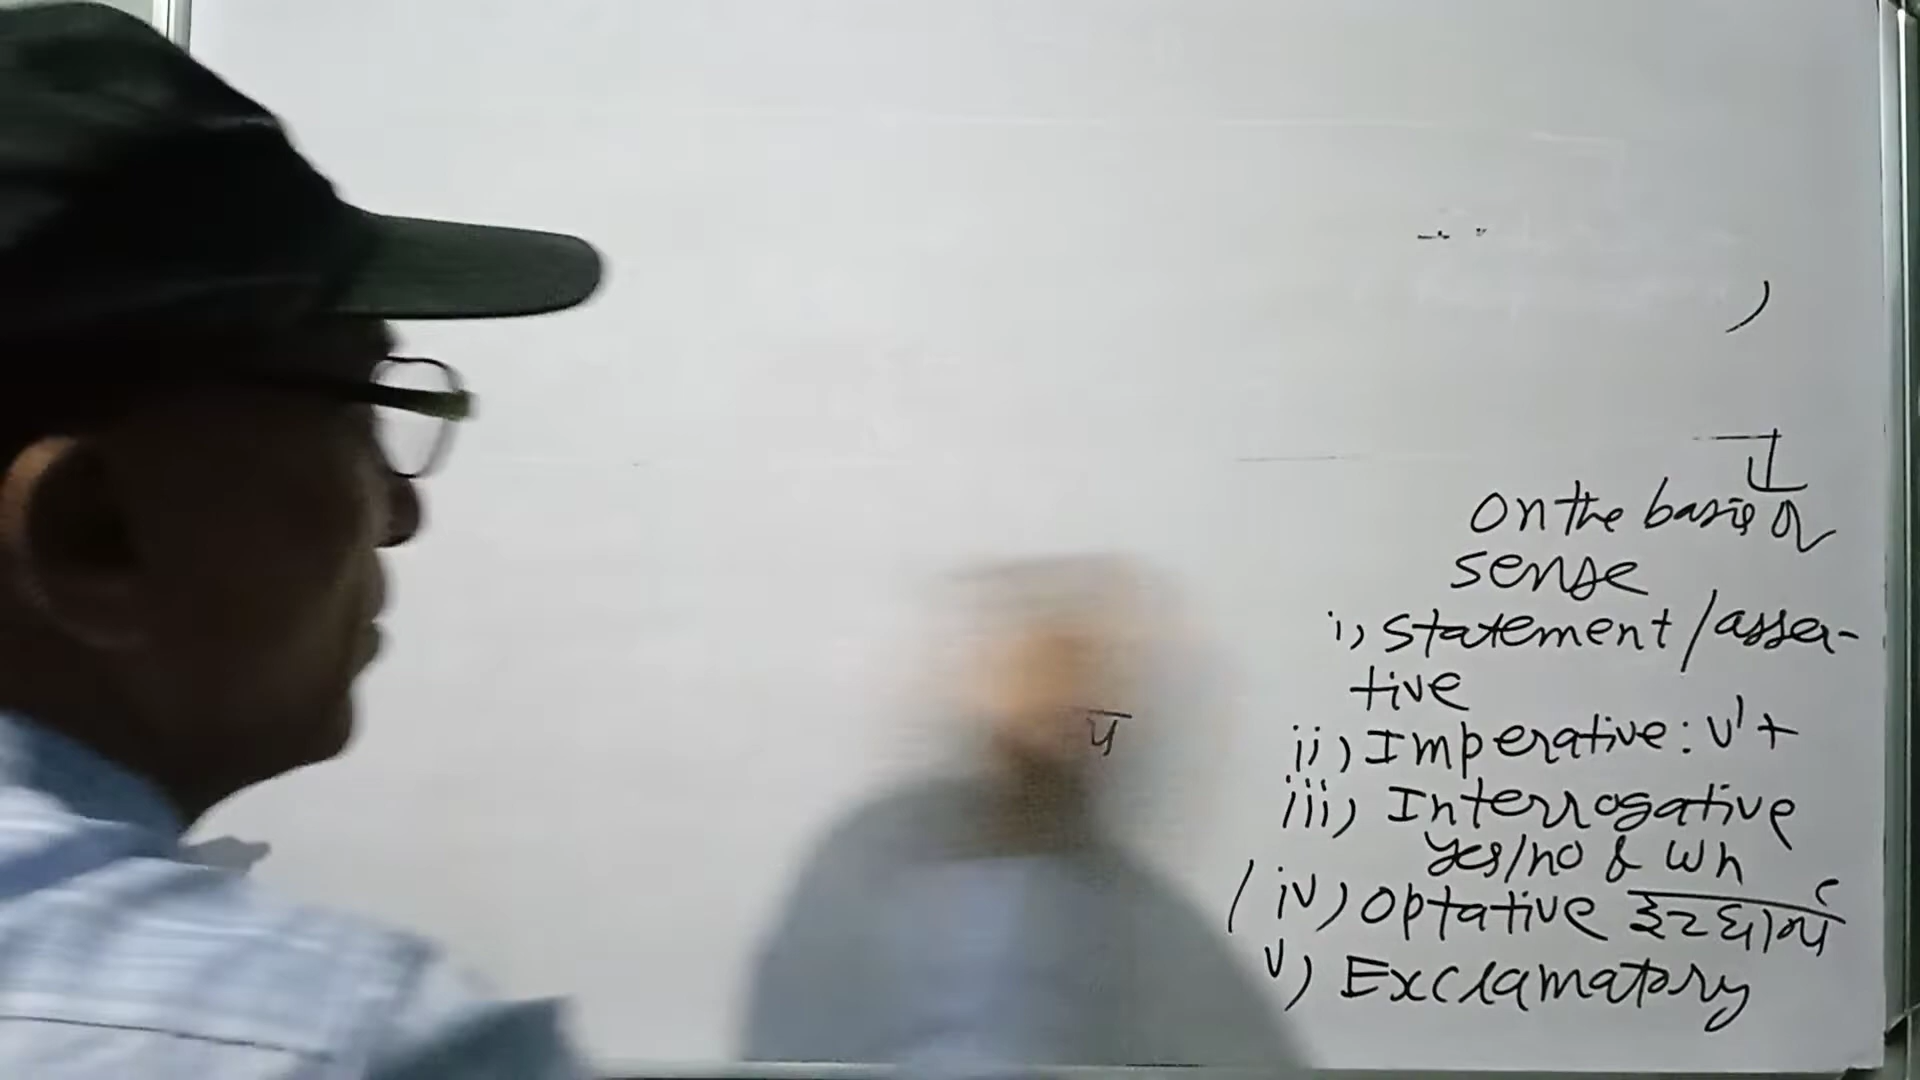 on the basis of
sense
i) statement/asser-
tive
ii) Imperative: V¹+
iii) Interrogative
yes/no & wh
iv) Optative
v) Exclamatory